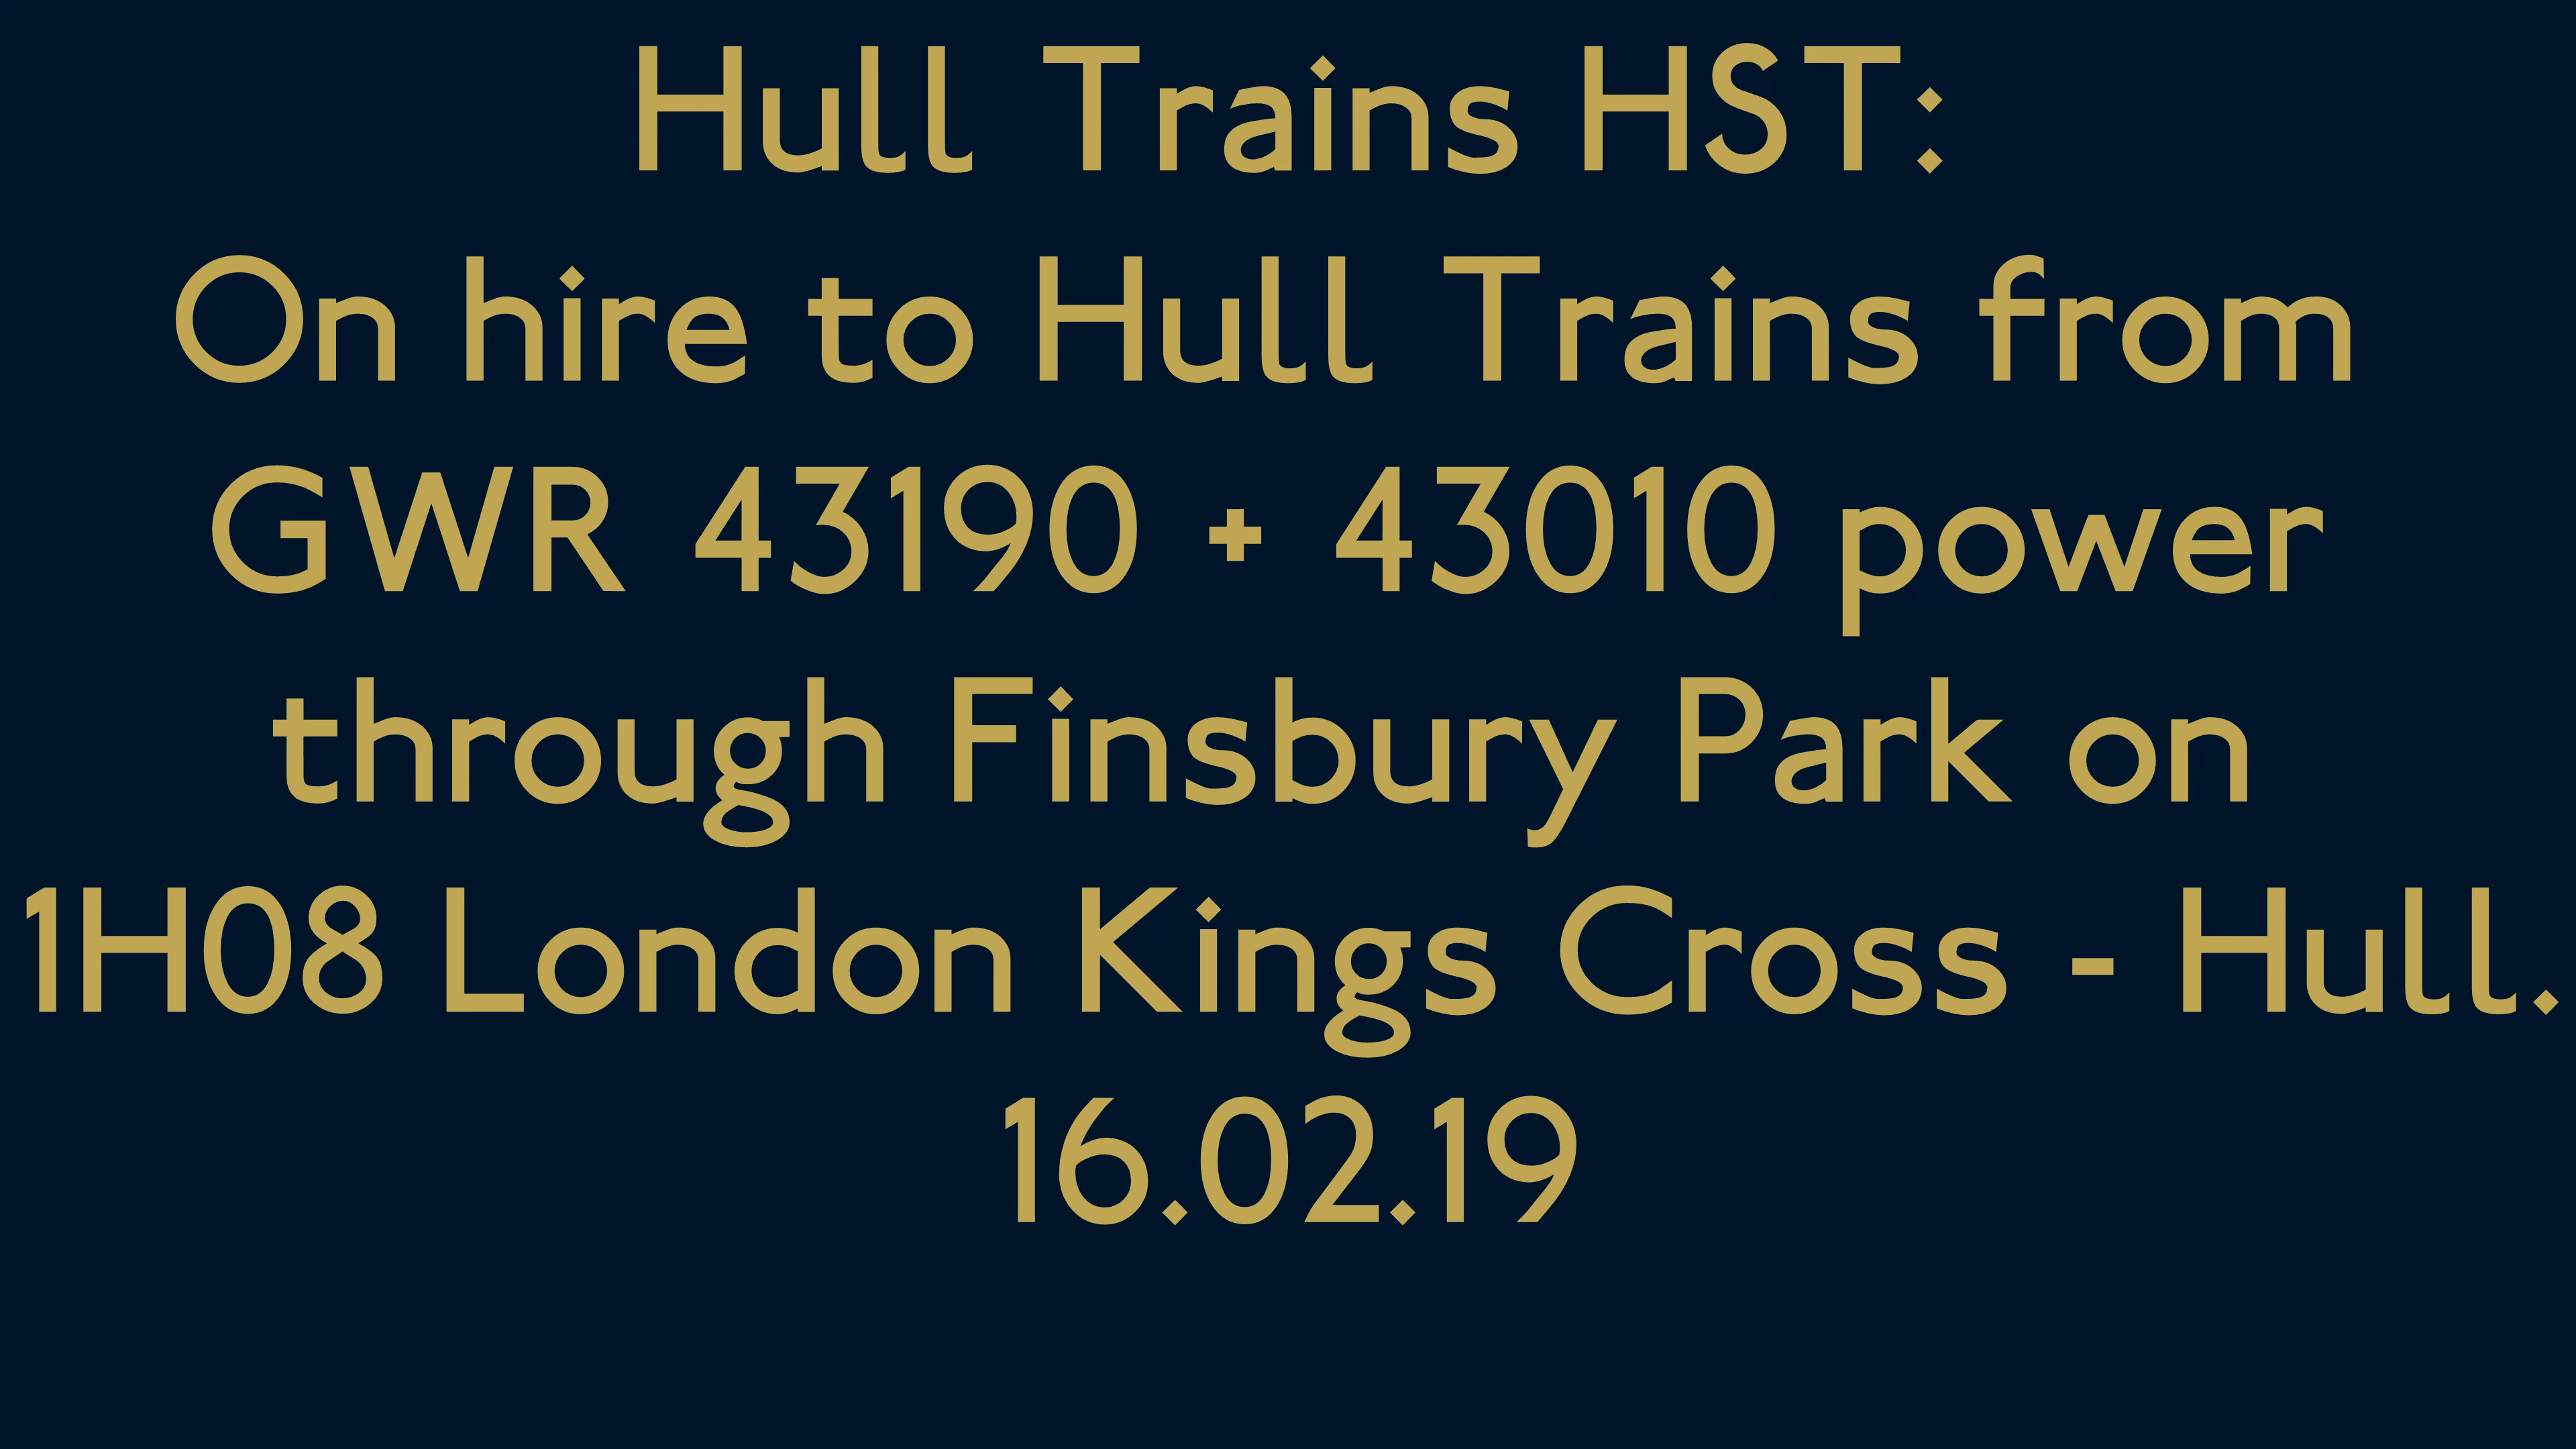 Hull Trains HST:
On hire to Hull Trains from
GWR 43190 + 43010 power
through Finsbury Park on
1H08 London Kings Cross - Hull.
16.02.19